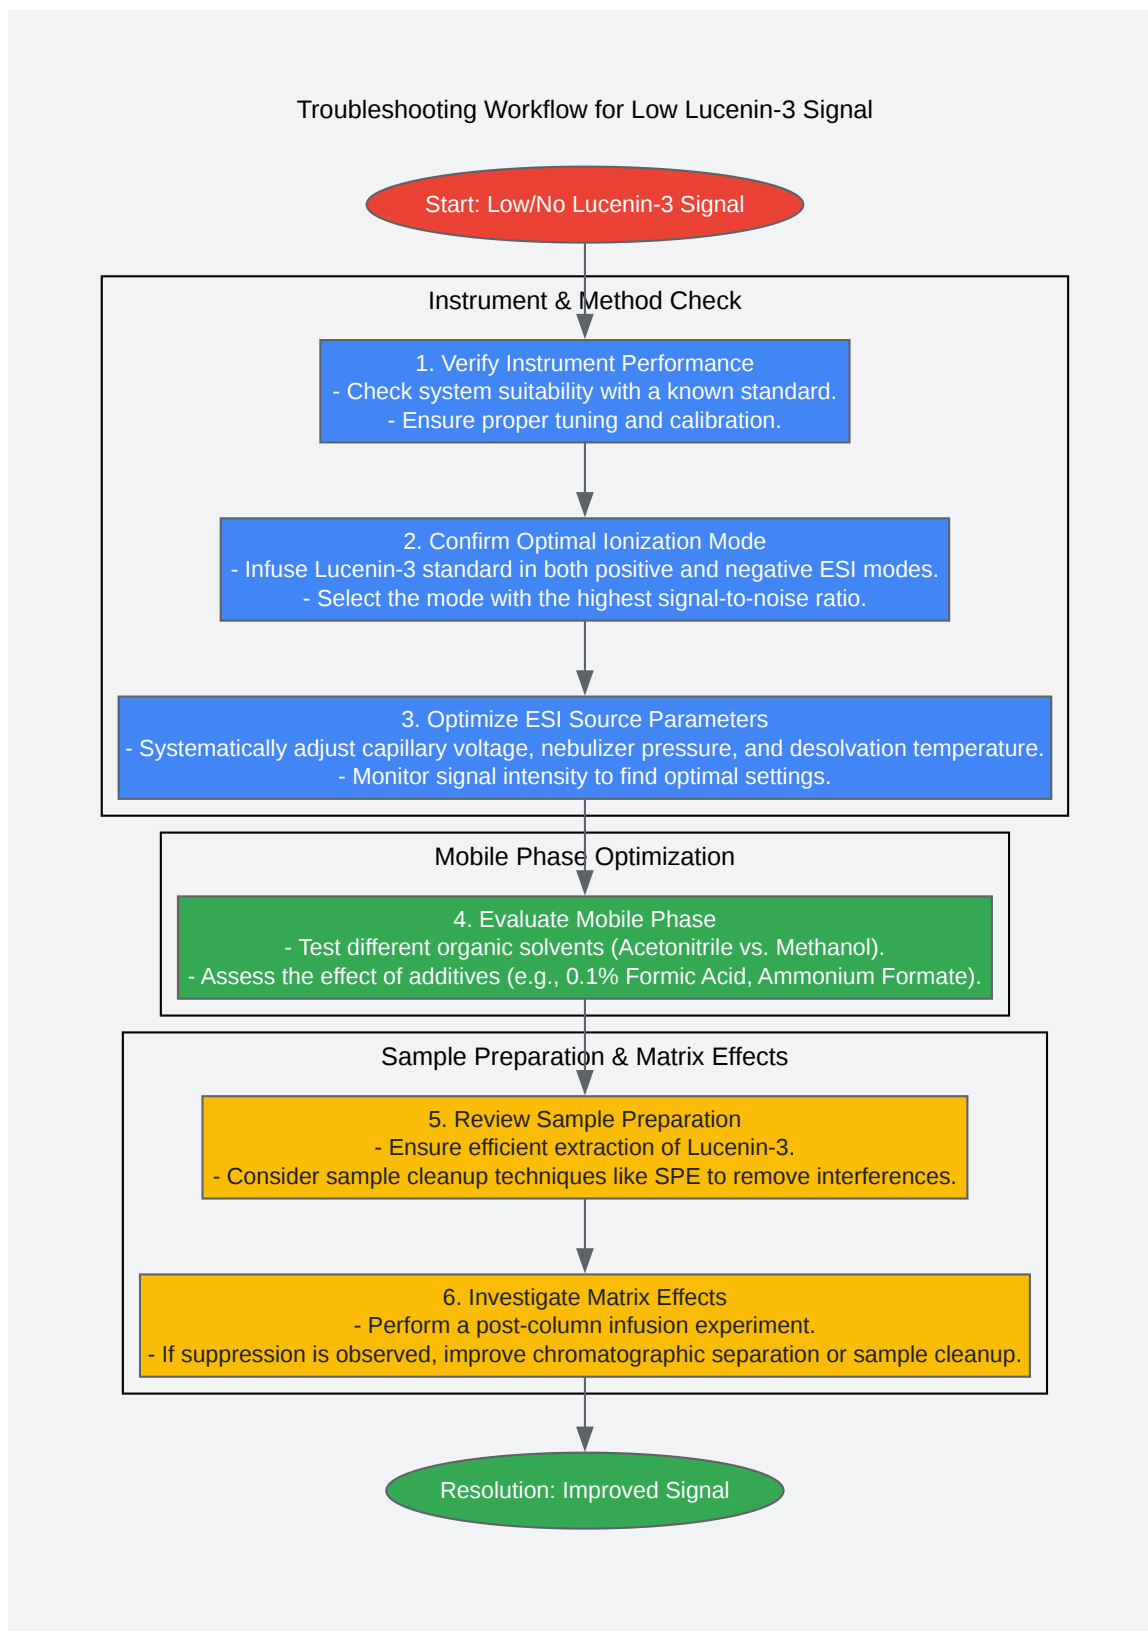 Troubleshooting Workflow for Low Lucenin-3 Signal
Start: Low/No Lucenin-3 Signal
Instrument & Method Check
1. Verify Instrument Performance
- Check system suitability with a known standard.
- Ensure proper tuning and calibration.
2. Confirm Optimal Ionization Mode
- Infuse Lucenin-3 standard in both positive and negative ESI modes.
- Select the mode with the highest signal-to-noise ratio.
3. Optimize ESI Source Parameters
- Systematically adjust capillary voltage, nebulizer pressure, and desolvation temperature.
- Monitor signal intensity to find optimal settings.
Mobile Phase Optimization
4. Evaluate Mobile Phase
- Test different organic solvents (Acetonitrile vs. Methanol).
- Assess the effect of additives (e.g., 0.1% Formic Acid, Ammonium Formate).
Sample Preparation & Matrix Effects
5. Review Sample Preparation
- Ensure efficient extraction of Lucenin-3.
- Consider sample cleanup techniques like SPE to remove interferences.
6. Investigate Matrix Effects
- Perform a post-column infusion experiment.
- If suppression is observed, improve chromatographic separation or sample cleanup.
Resolution: Improved Signal